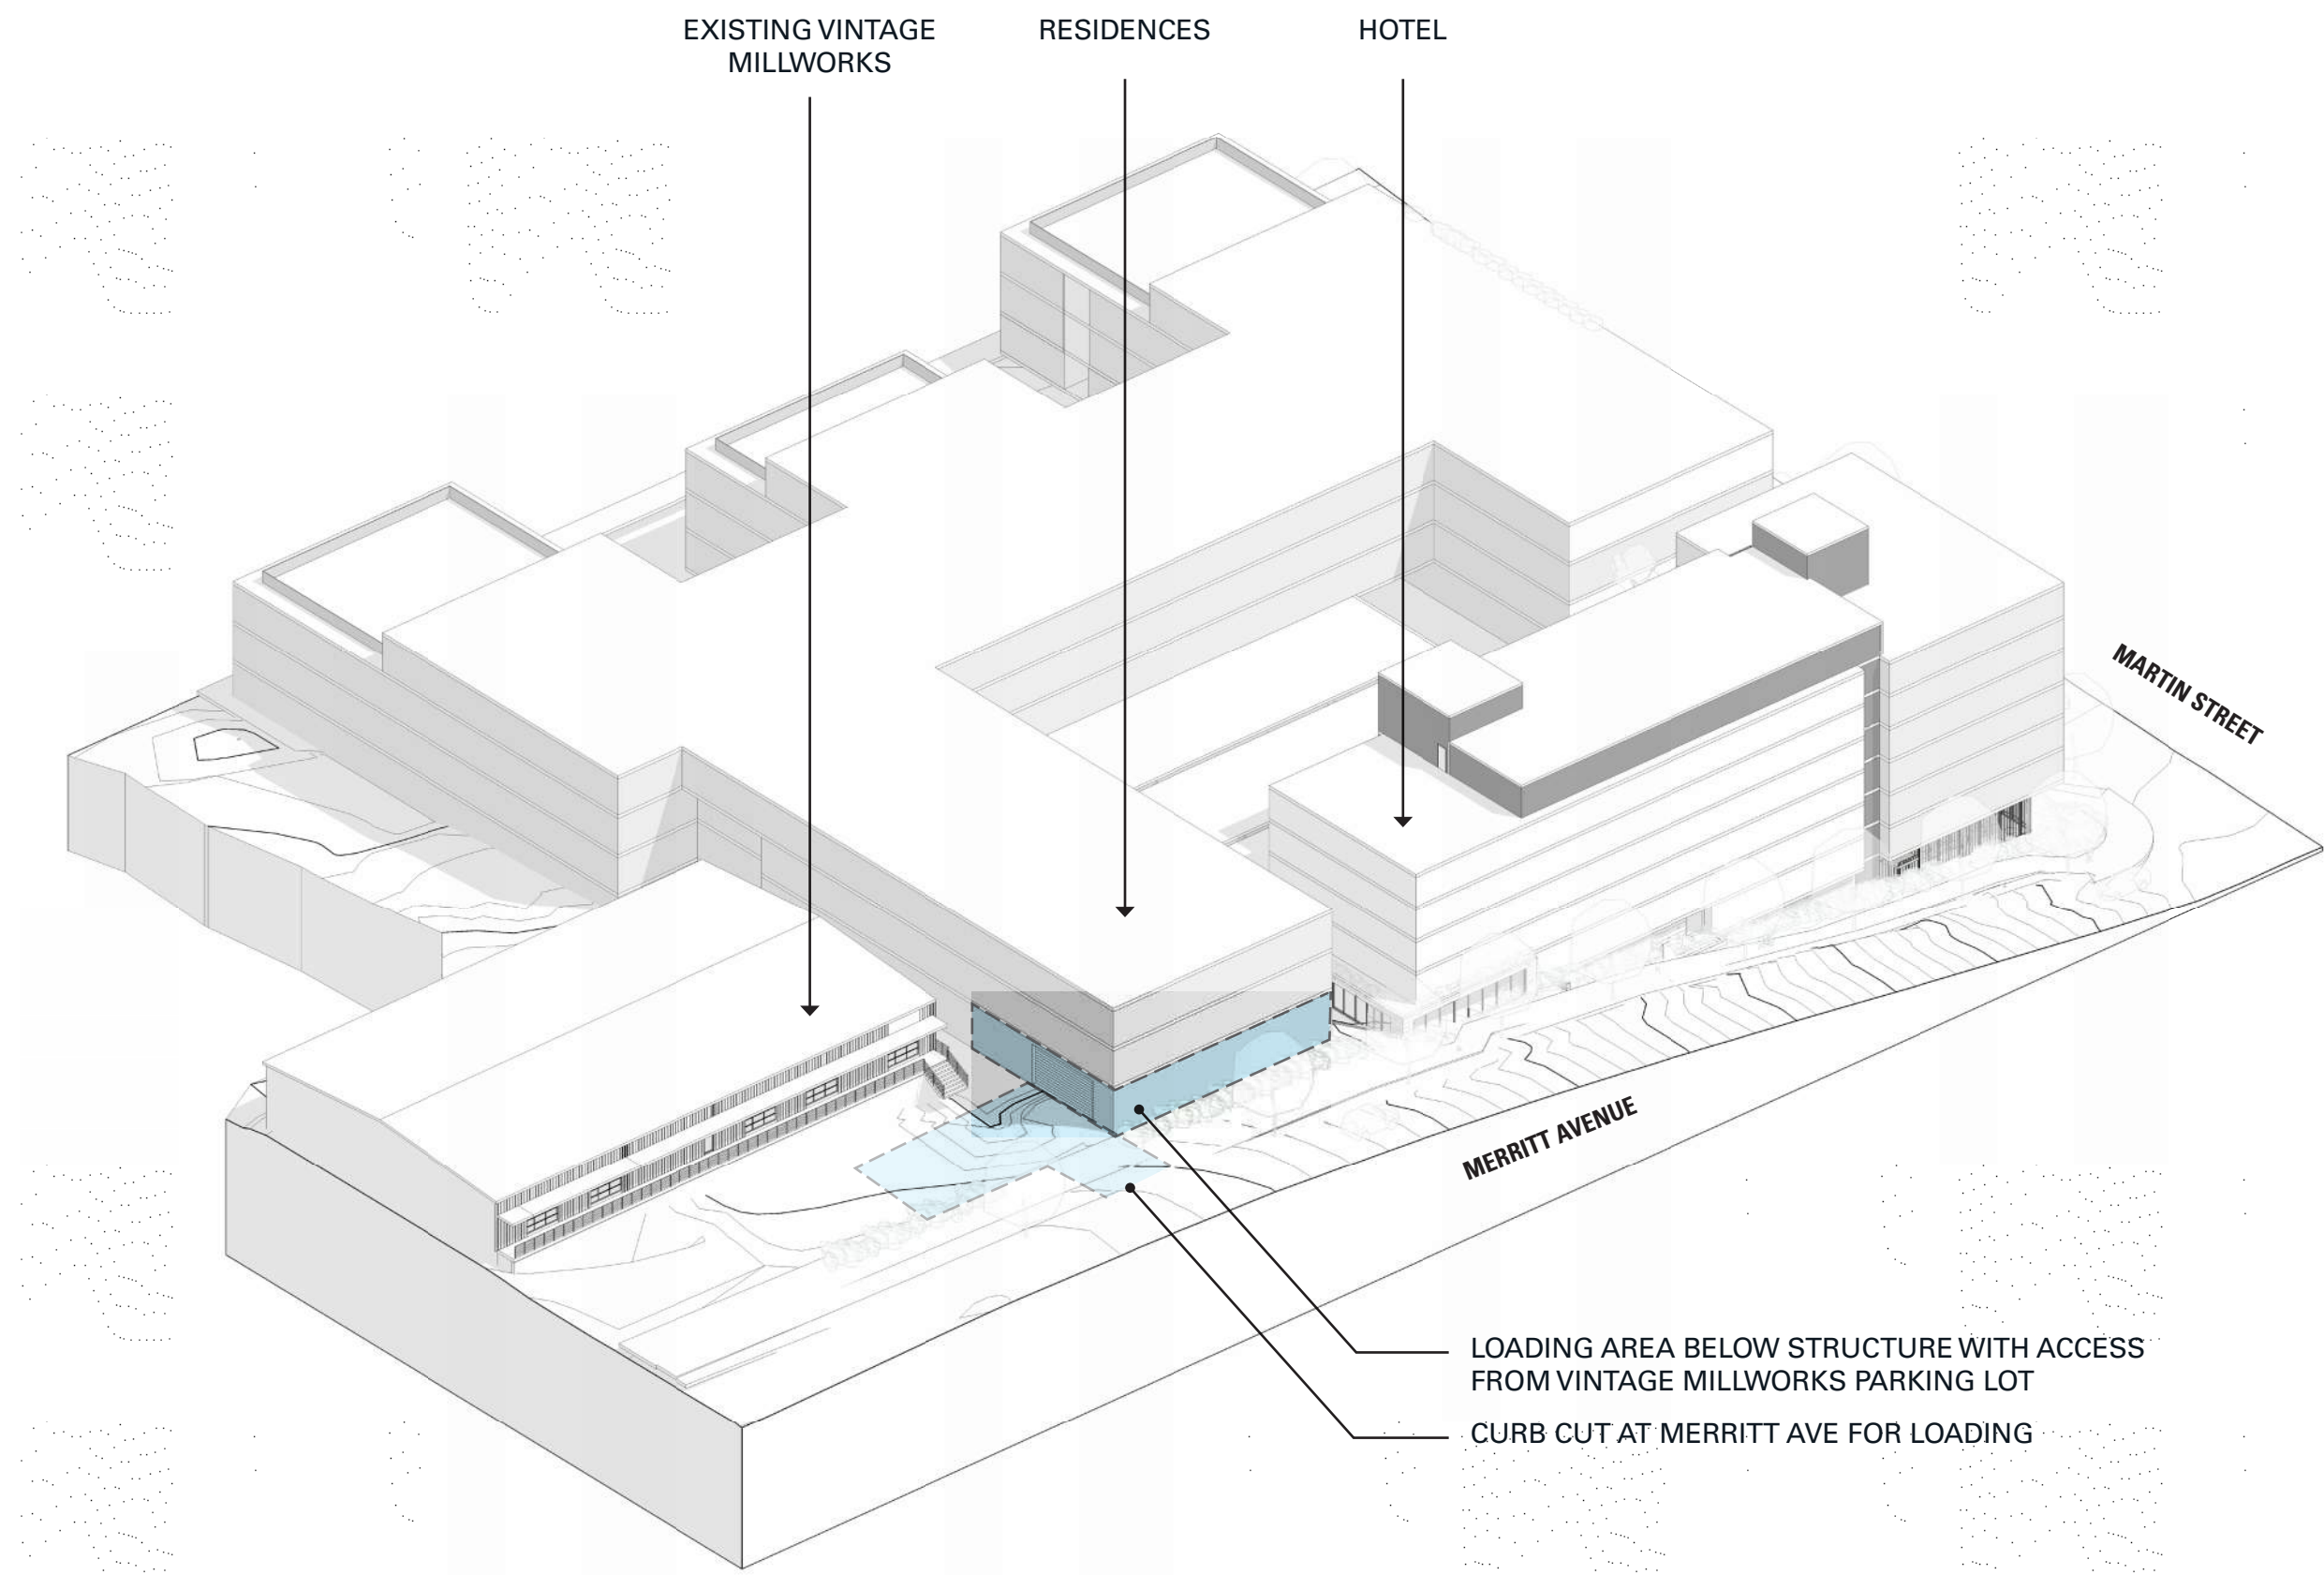 EXISTING VINTAGE
MILLWORKS
RESIDENCES
HOTEL
MARTIN STREET
MERRITT AVENUE
LOADING AREA BELOW STRUCTURE WITH ACCESS
FROM VINTAGE MILLWORKS PARKING LOT
CURB CUT AT MERRITT AVE FOR LOADING